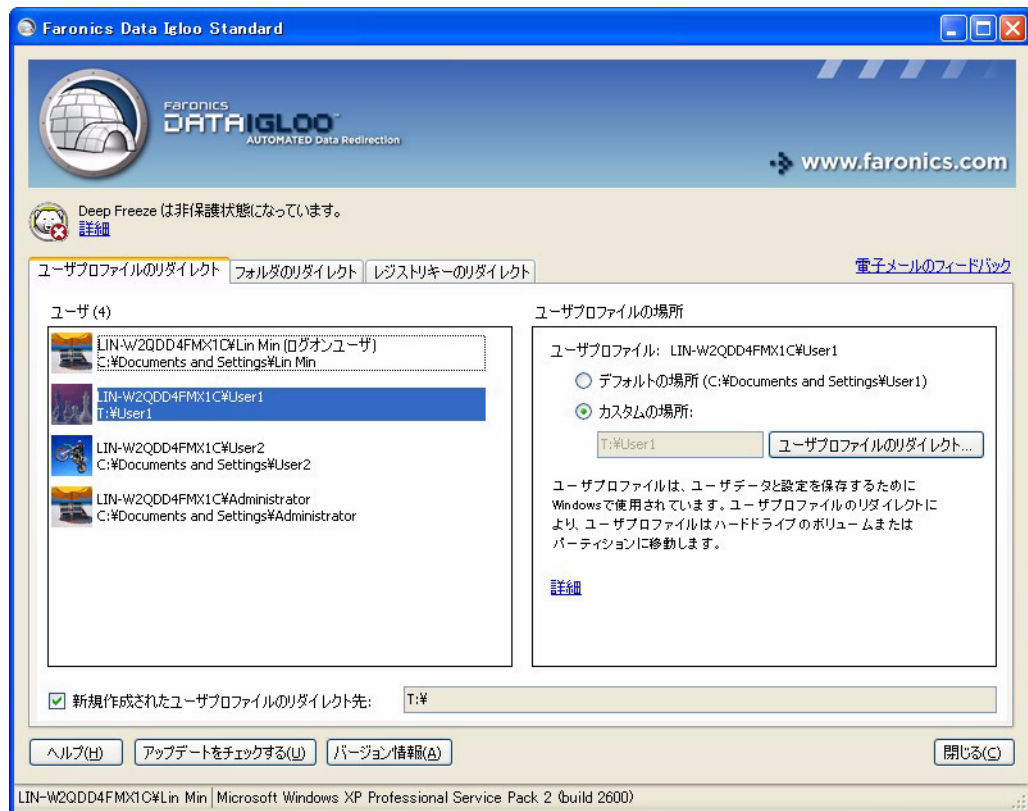 Faronics Data Igloo Standard
Faronics
DATAIGLOO
AUTOMATED Data Redirection
www.faronics.com
Deep Freeze は非保護状態になっています。
詳細
ユーザプロファイルのリダイレクト フォルダのリダイレクト レジストリキーのリダイレクト 電子メールのフィードバック
ユーザ (4)
LIN-W2QDD4FMX1C¥Lin Min (ログオンユーザ)
C:¥Documents and Settings¥Lin Min
LIN-W2QDD4FMX1C¥User1
T:¥User1
LIN-W2QDD4FMX1C¥User2
C:¥Documents and Settings¥User2
LIN-W2QDD4FMX1C¥Administrator
C:¥Documents and Settings¥Administrator
ユーザプロファイルの場所
ユーザプロファイル: LIN-W2QDD4FMX1C¥User1
デフォルトの場所 (C:¥Documents and Settings¥User1)
カスタムの場所:
T:¥User1 ユーザプロファイルのリダイレクト...
ユーザプロファイルは、ユーザデータと設定を保存するために
Windowsで使用されています。ユーザプロファイルのリダイレクトに
より、ユーザプロファイルはハードドライブのボリュームまたは
パーティションに移動します。
詳細
新規作成されたユーザプロファイルのリダイレクト先: T:¥
ヘルプ(H) アップデートをチェックする(U) バージョン情報(A) 閉じる(C)
LIN-W2QDD4FMX1C¥Lin Min Microsoft Windows XP Professional Service Pack 2 (build 2600)